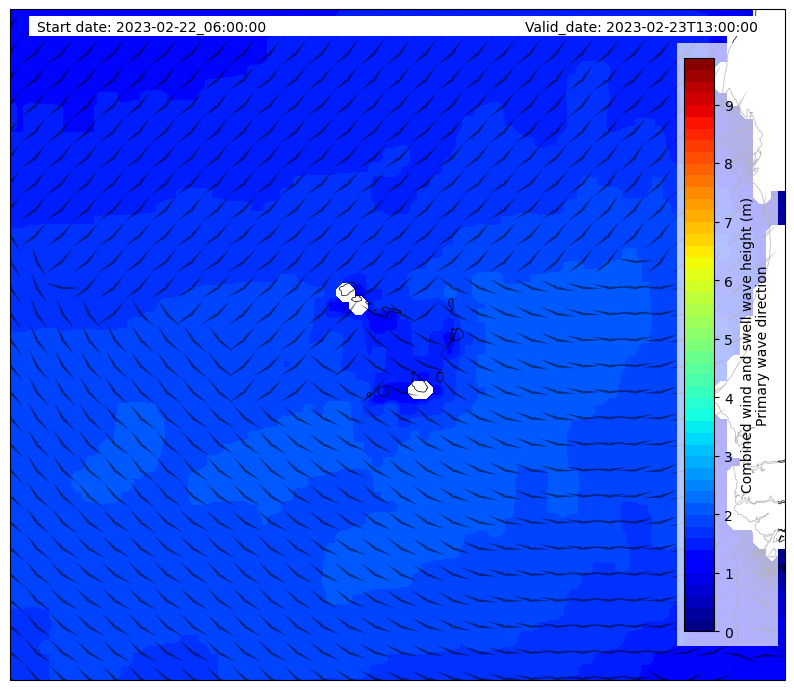 Start date: 2023-02-22_06:00:00
Valid_date: 2023-02-23T13:00:00
9
8
7
6
5
4
3
2
1
0
Combined wind and swell wave height (m)
Primary wave direction